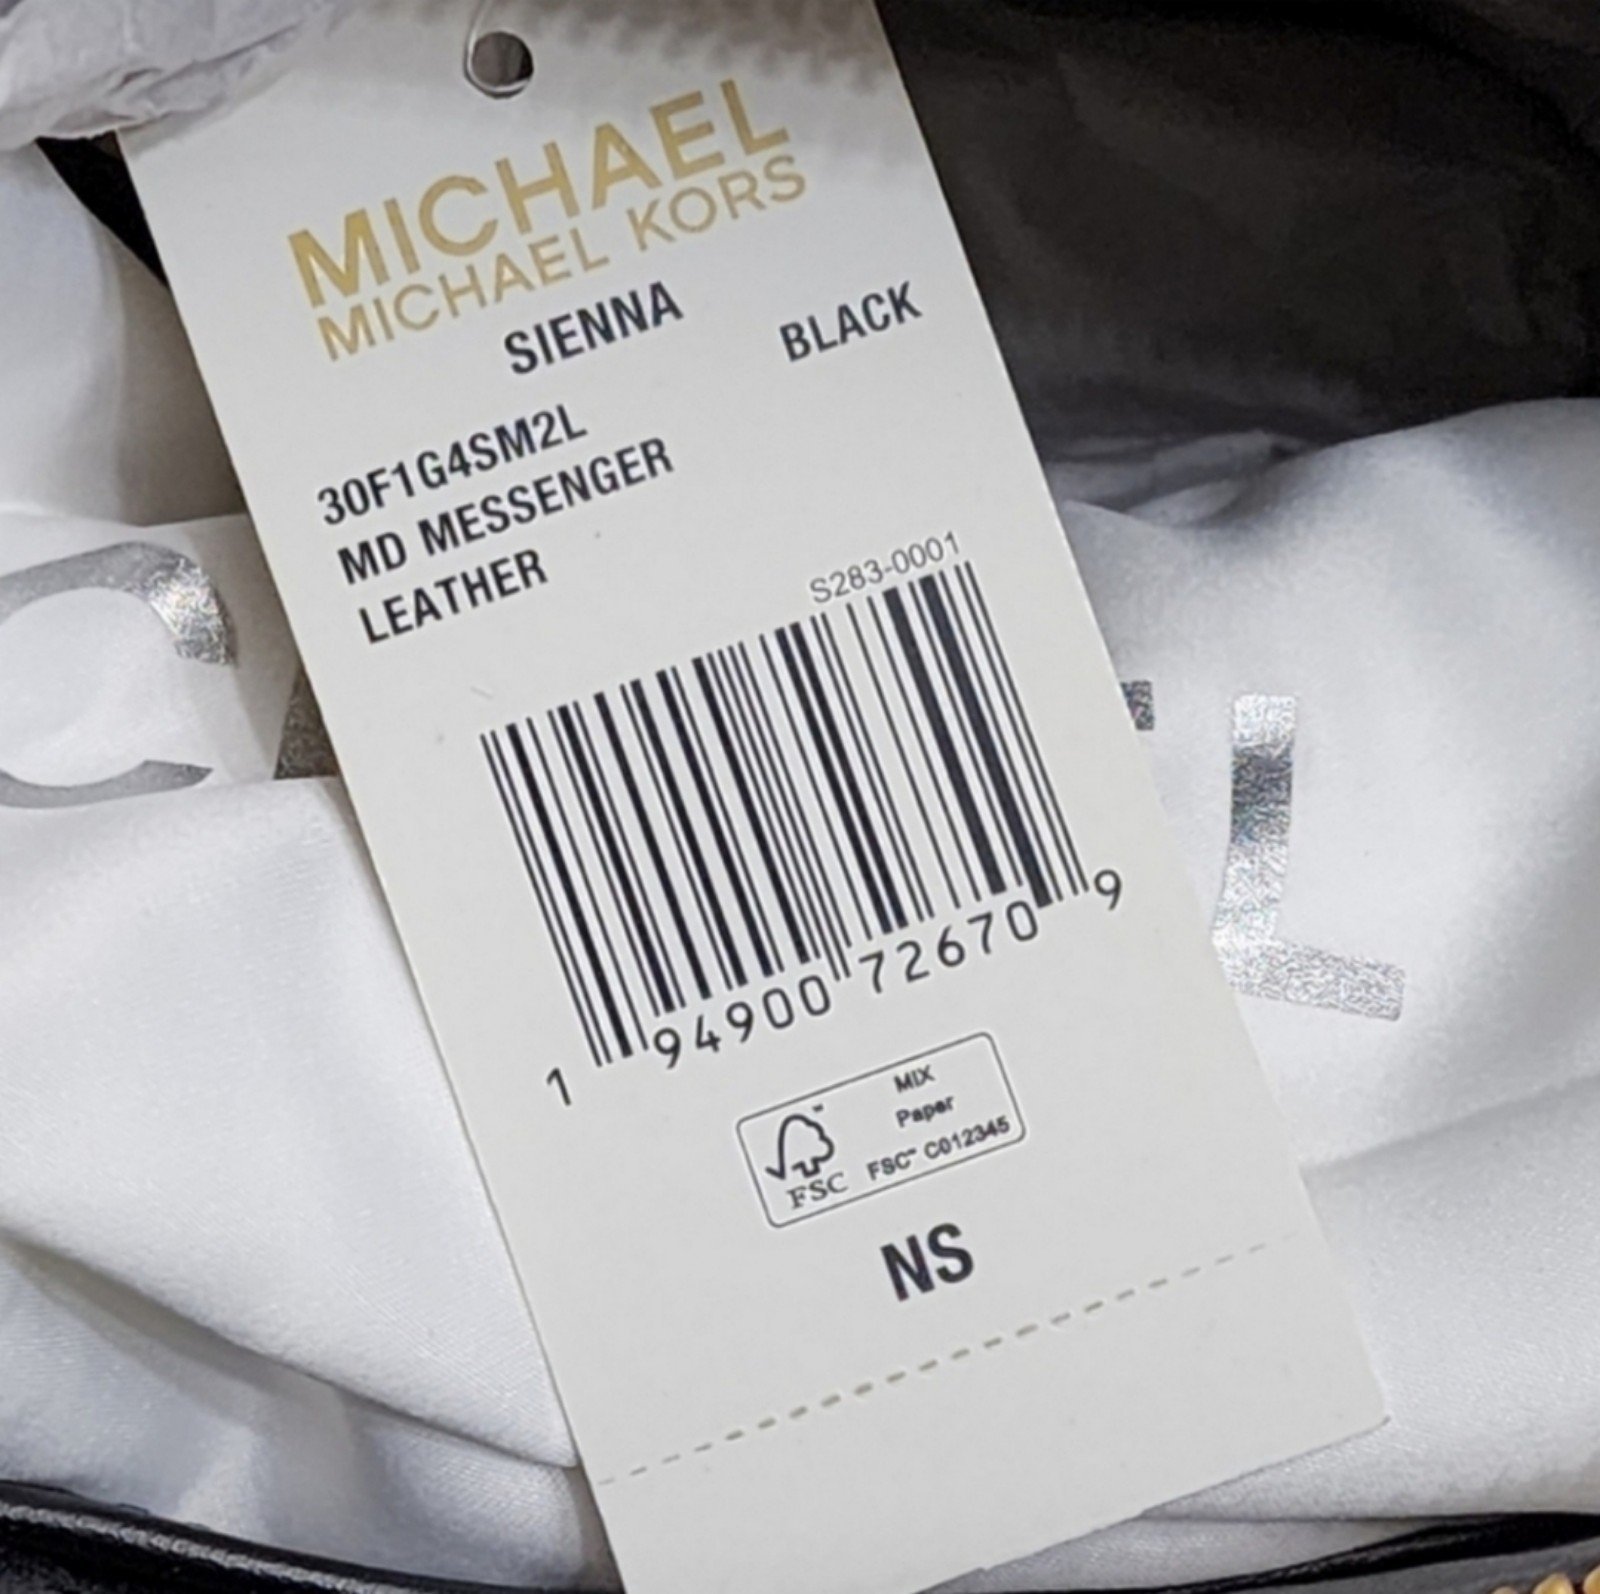 MICHAEL
MICHAEL KORS
SIENNA BLACK
30F1G4SM2L
MD MESSENGER
LEATHER
S283-0001
1 94900 72670 9
MIX
Paper
FSC™ C012345
FSC
NS